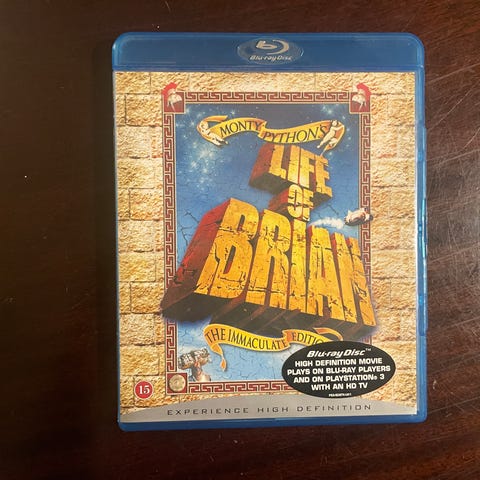 Blu-ray Disc
MONTY PYTHON'S
LIFE
OF
BRIAN
THE IMMACULATE EDITION
Blu-ray Disc™
HIGH DEFINITION MOVIE
PLAYS ON BLU-RAY PLAYERS
AND ON PLAYSTATION® 3
WITH AN HD TV
15
EXPERIENCE HIGH DEFINITION